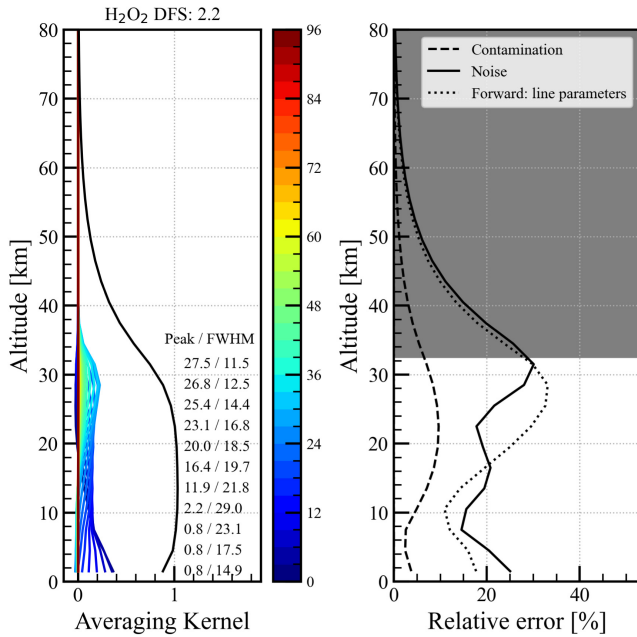 H₂O₂ DFS: 2.2
80
70
60
50
40
30
20
10
0
Altitude [km]
0
1
Averaging Kernel
Peak / FWHM
27.5 / 11.5
26.8 / 12.5
25.4 / 14.4
23.1 / 16.8
20.0 / 18.5
16.4 / 19.7
11.9 / 21.8
2.2 / 29.0
0.8 / 23.1
0.8 / 17.5
0.8 / 14.9
96
84
72
60
48
36
24
12
0
Contamination
Noise
Forward: line parameters
80
70
60
50
40
30
20
10
0
Altitude [km]
0
20
40
Relative error [%]